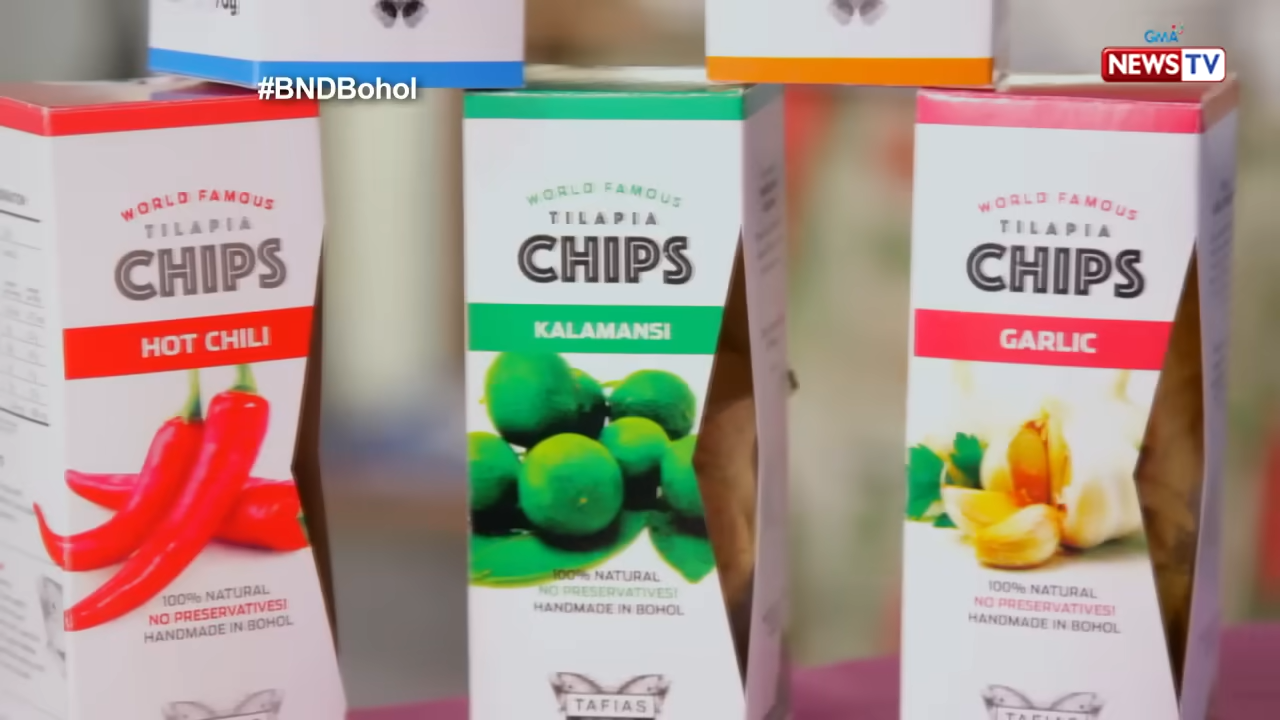 70g
GMA
NEWS TV
#BNDBohol
WORLD FAMOUS
TILAPIA
CHIPS
HOT CHILI
100% NATURAL
NO PRESERVATIVES!
HANDMADE IN BOHOL
WORLD FAMOUS
TILAPIA
CHIPS
KALAMANSI
100% NATURAL
NO PRESERVATIVES!
HANDMADE IN BOHOL
TAFIAS
WORLD FAMOUS
TILAPIA
CHIPS
GARLIC
100% NATURAL
NO PRESERVATIVES!
HANDMADE IN BOHOL
TAFIAS